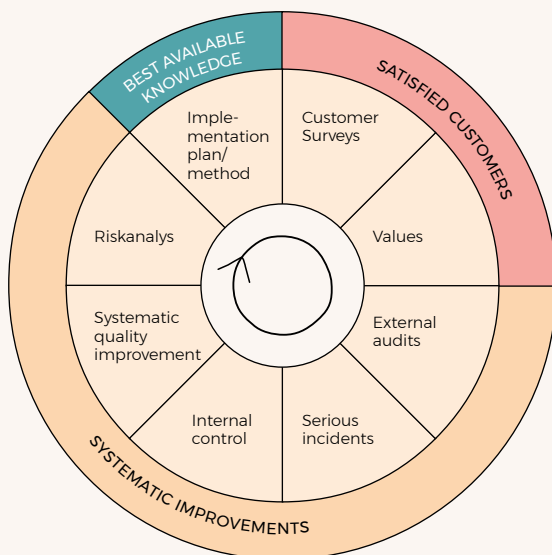 BEST AVAILABLE
KNOWLEDGE
SATISFIED CUSTOMERS
Imple-
mentation
plan/
method
Customer
Surveys
Riskanalys
Values
Systematic
quality
improvement
External
audits
Internal
control
Serious
incidents
SYSTEMATIC IMPROVEMENTS